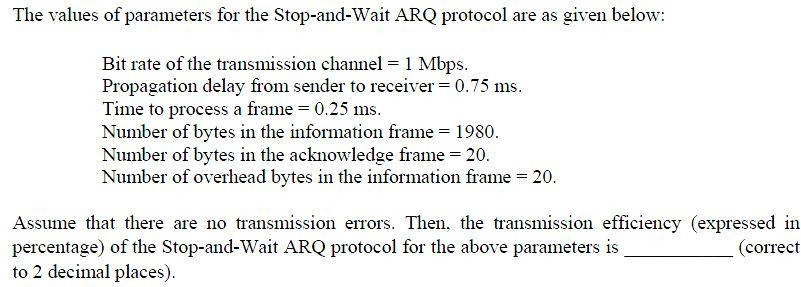 The values of parameters for the Stop-and-Wait ARQ protocol are as given below:
Bit rate of the transmission channel = 1 Mbps.
Propagation delay from sender to receiver = 0.75 ms.
Time to process a frame = 0.25 ms.
Number of bytes in the information frame = 1980.
Number of bytes in the acknowledge frame = 20.
Number of overhead bytes in the information frame = 20.
Assume that there are no transmission errors. Then, the transmission efficiency (expressed in
percentage) of the Stop-and-Wait ARQ protocol for the above parameters is ____________ (correct
to 2 decimal places).